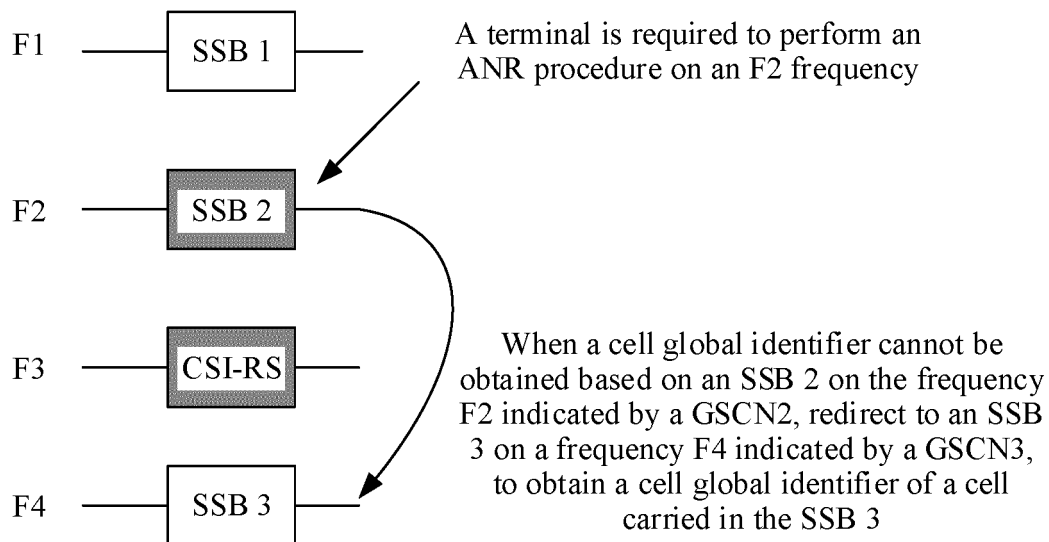 F1
SSB 1
A terminal is required to perform an
ANR procedure on an F2 frequency
F2
SSB 2
F3
CSI-RS
When a cell global identifier cannot be
obtained based on an SSB 2 on the frequency
F2 indicated by a GSCN2, redirect to an SSB
3 on a frequency F4 indicated by a GSCN3,
to obtain a cell global identifier of a cell
carried in the SSB 3
F4
SSB 3